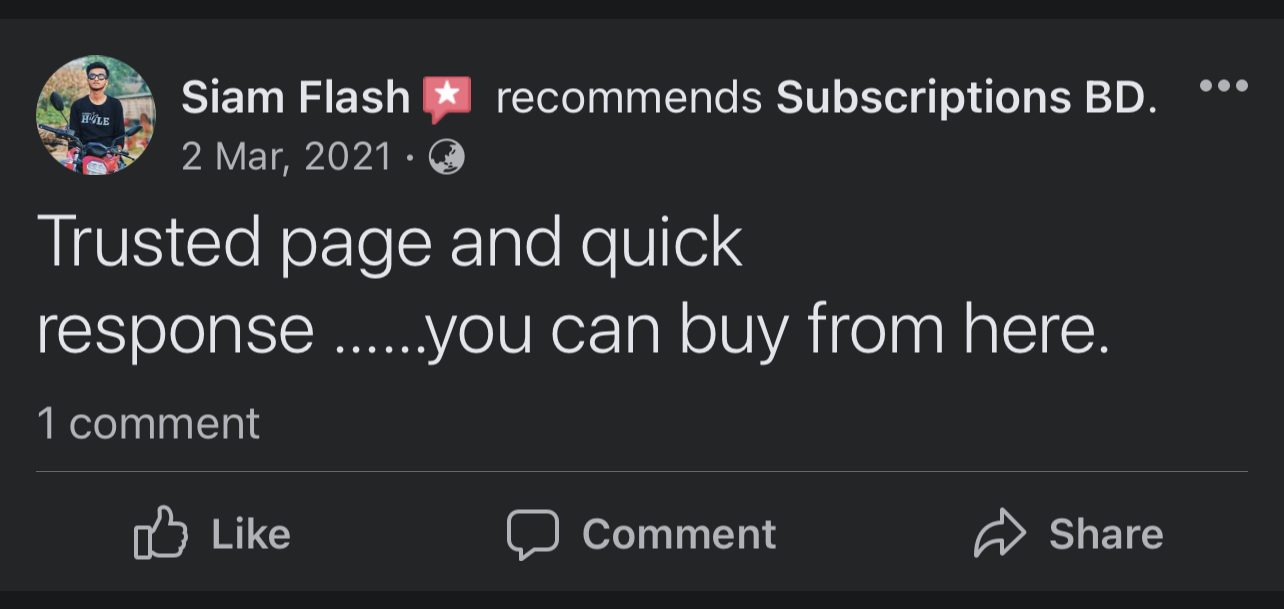 Siam Flash recommends Subscriptions BD.
2 Mar, 2021 ·
Trusted page and quick
response ......you can buy from here.
1 comment
Like Comment Share